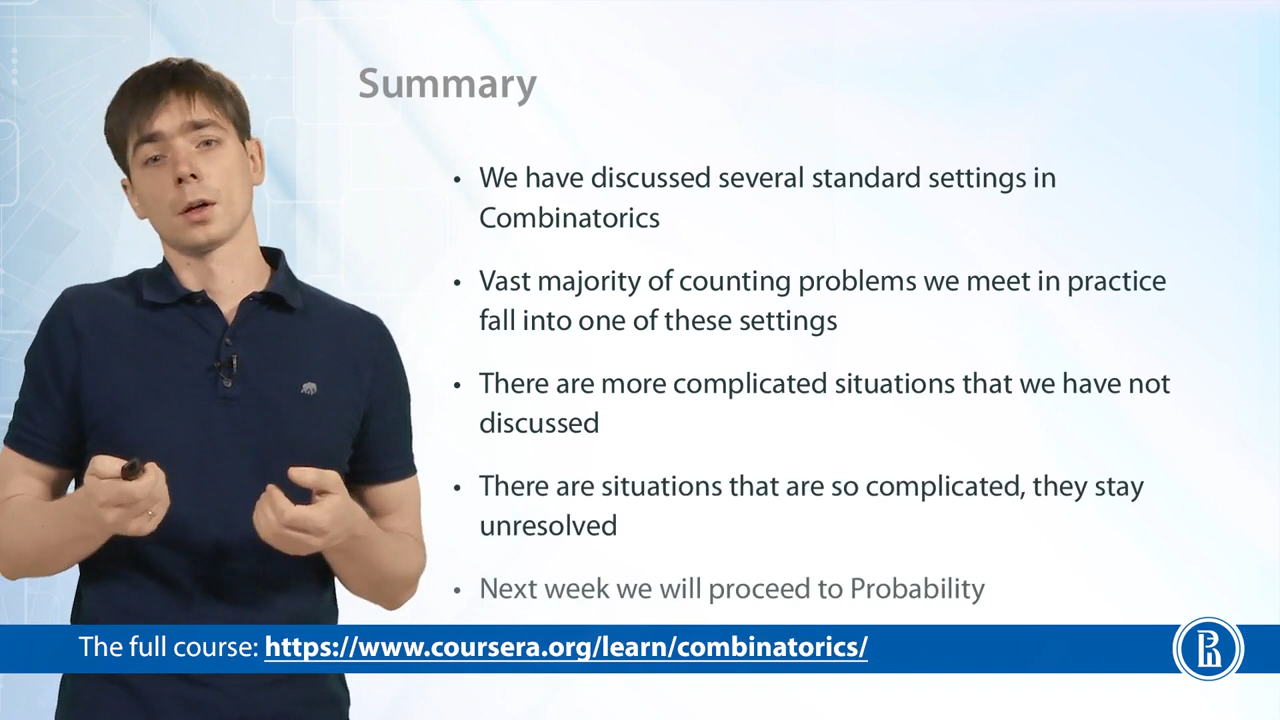 Summary
• We have discussed several standard settings in
Combinatorics
• Vast majority of counting problems we meet in practice
fall into one of these settings
• There are more complicated situations that we have not
discussed
• There are situations that are so complicated, they stay
unresolved
• Next week we will proceed to Probability
The full course: https://www.coursera.org/learn/combinatorics/